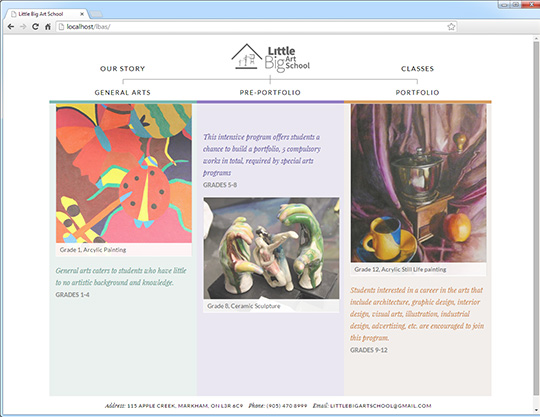 Little Big Art School
localhost/lbas/
OUR STORY
Little
Big Art
School
CLASSES
GENERAL ARTS
PRE-PORTFOLIO
PORTFOLIO
Grade 1, Arcylic Painting
General arts caters to students who have little
to no artistic background and knowledge.
GRADES 1-4
This intensive program offers students a
chance to build a portfolio, 5 compulsory
works in total, required by special arts
programs
GRADES 5-8
Grade 8, Ceramic Sculpture
Grade 12, Acrylic Still Life painting
Students interested in a career in the arts that
include architecture, graphic design, interior
design, visual arts, illustration, industrial
design, advertising, etc. are encouraged to join
this program.
GRADES 9-12
Address: 115 APPLE CREEK, MARKHAM, ON L3R 6C9 Phone: (905) 470 8999 Email: LITTLEBIGARTSCHOOL@GMAIL.COM